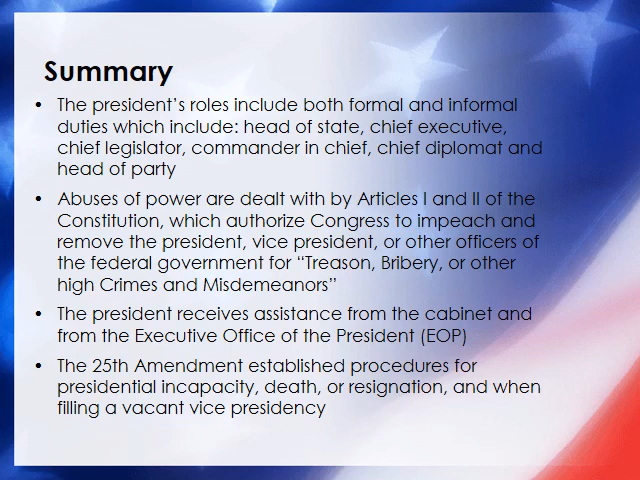 Summary
• The president’s roles include both formal and informal
duties which include: head of state, chief executive,
chief legislator, commander in chief, chief diplomat and
head of party
• Abuses of power are dealt with by Articles I and II of the
Constitution, which authorize Congress to impeach and
remove the president, vice president, or other officers of
the federal government for “Treason, Bribery, or other
high Crimes and Misdemeanors”
• The president receives assistance from the cabinet and
from the Executive Office of the President (EOP)
• The 25th Amendment established procedures for
presidential incapacity, death, or resignation, and when
filling a vacant vice presidency